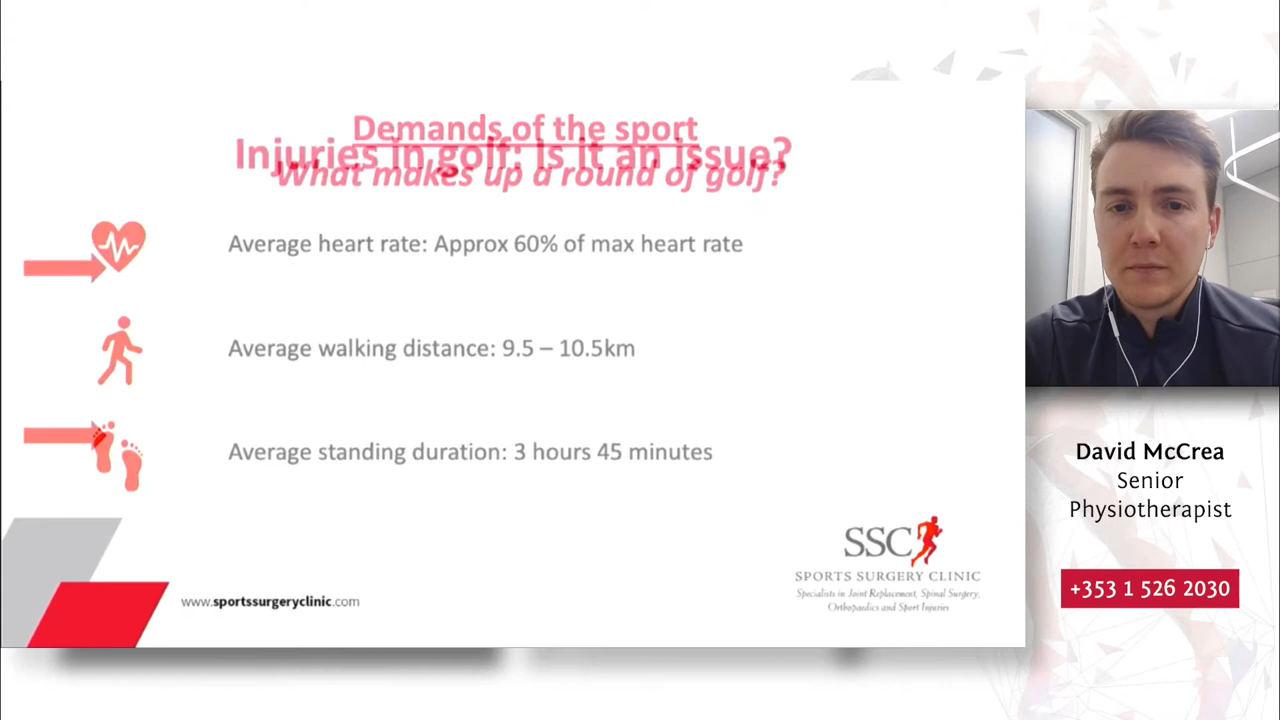 Demands of the sport
Injuries in golf: Is it an issue?
What makes up a round of golf?
Average heart rate: Approx 60% of max heart rate
Average walking distance: 9.5 – 10.5km
Average standing duration: 3 hours 45 minutes
www.sportssurgeryclinic.com
SSC
SPORTS SURGERY CLINIC
Specialists in Joint Replacement, Spinal Surgery,
Orthopaedics and Sport Injuries
David McCrea
Senior
Physiotherapist
+353 1 526 2030